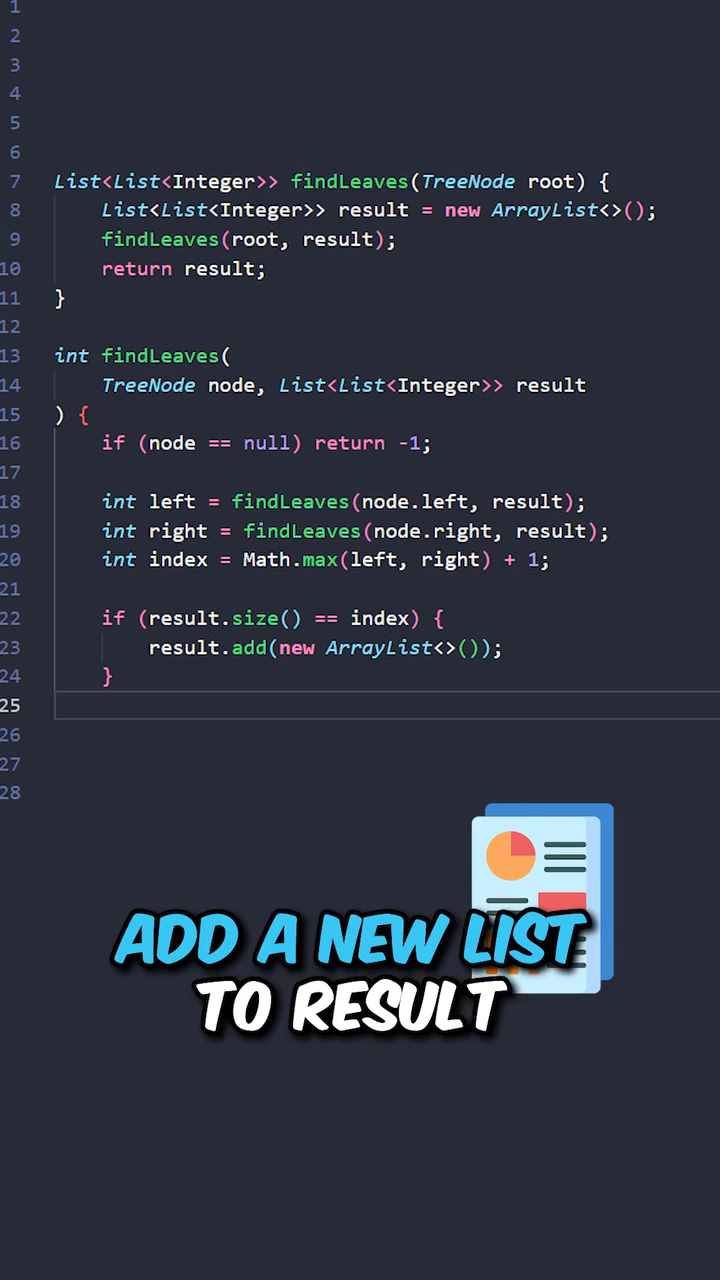 1
2
3
4
5
6
7 List<List<Integer>> findLeaves(TreeNode root) {
8     List<List<Integer>> result = new ArrayList<>();
9     findLeaves(root, result);
10     return result;
11 }
12
13 int findLeaves(
14     TreeNode node, List<List<Integer>> result
15 ) {
16     if (node == null) return -1;
17
18     int left = findLeaves(node.left, result);
19     int right = findLeaves(node.right, result);
20     int index = Math.max(left, right) + 1;
21
22     if (result.size() == index) {
23         result.add(new ArrayList<>());
24     }
25
26
27
28
ADD A NEW LIST
TO RESULT